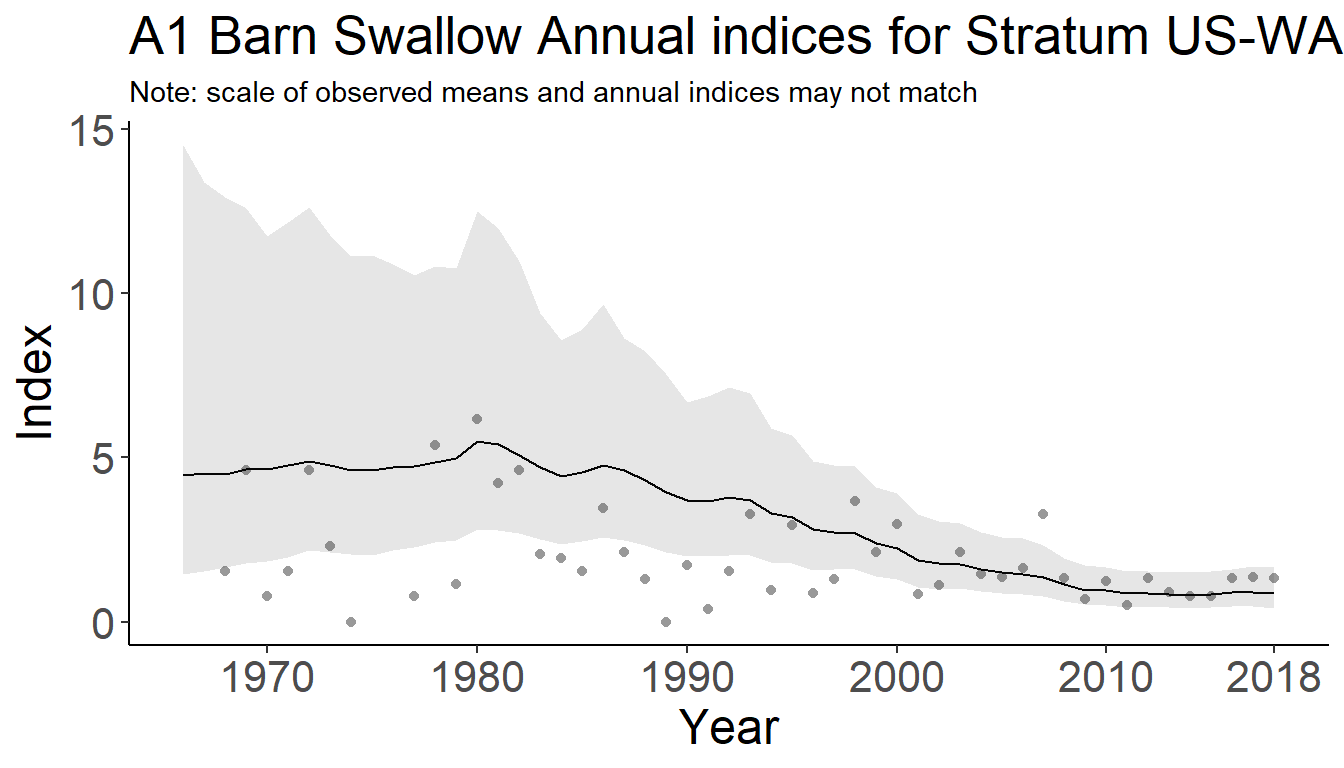 A1 Barn Swallow Annual indices for Stratum US-WA
Note: scale of observed means and annual indices may not match
15
10
5
0
Index
1970 1980 1990 2000 2010 2018
Year